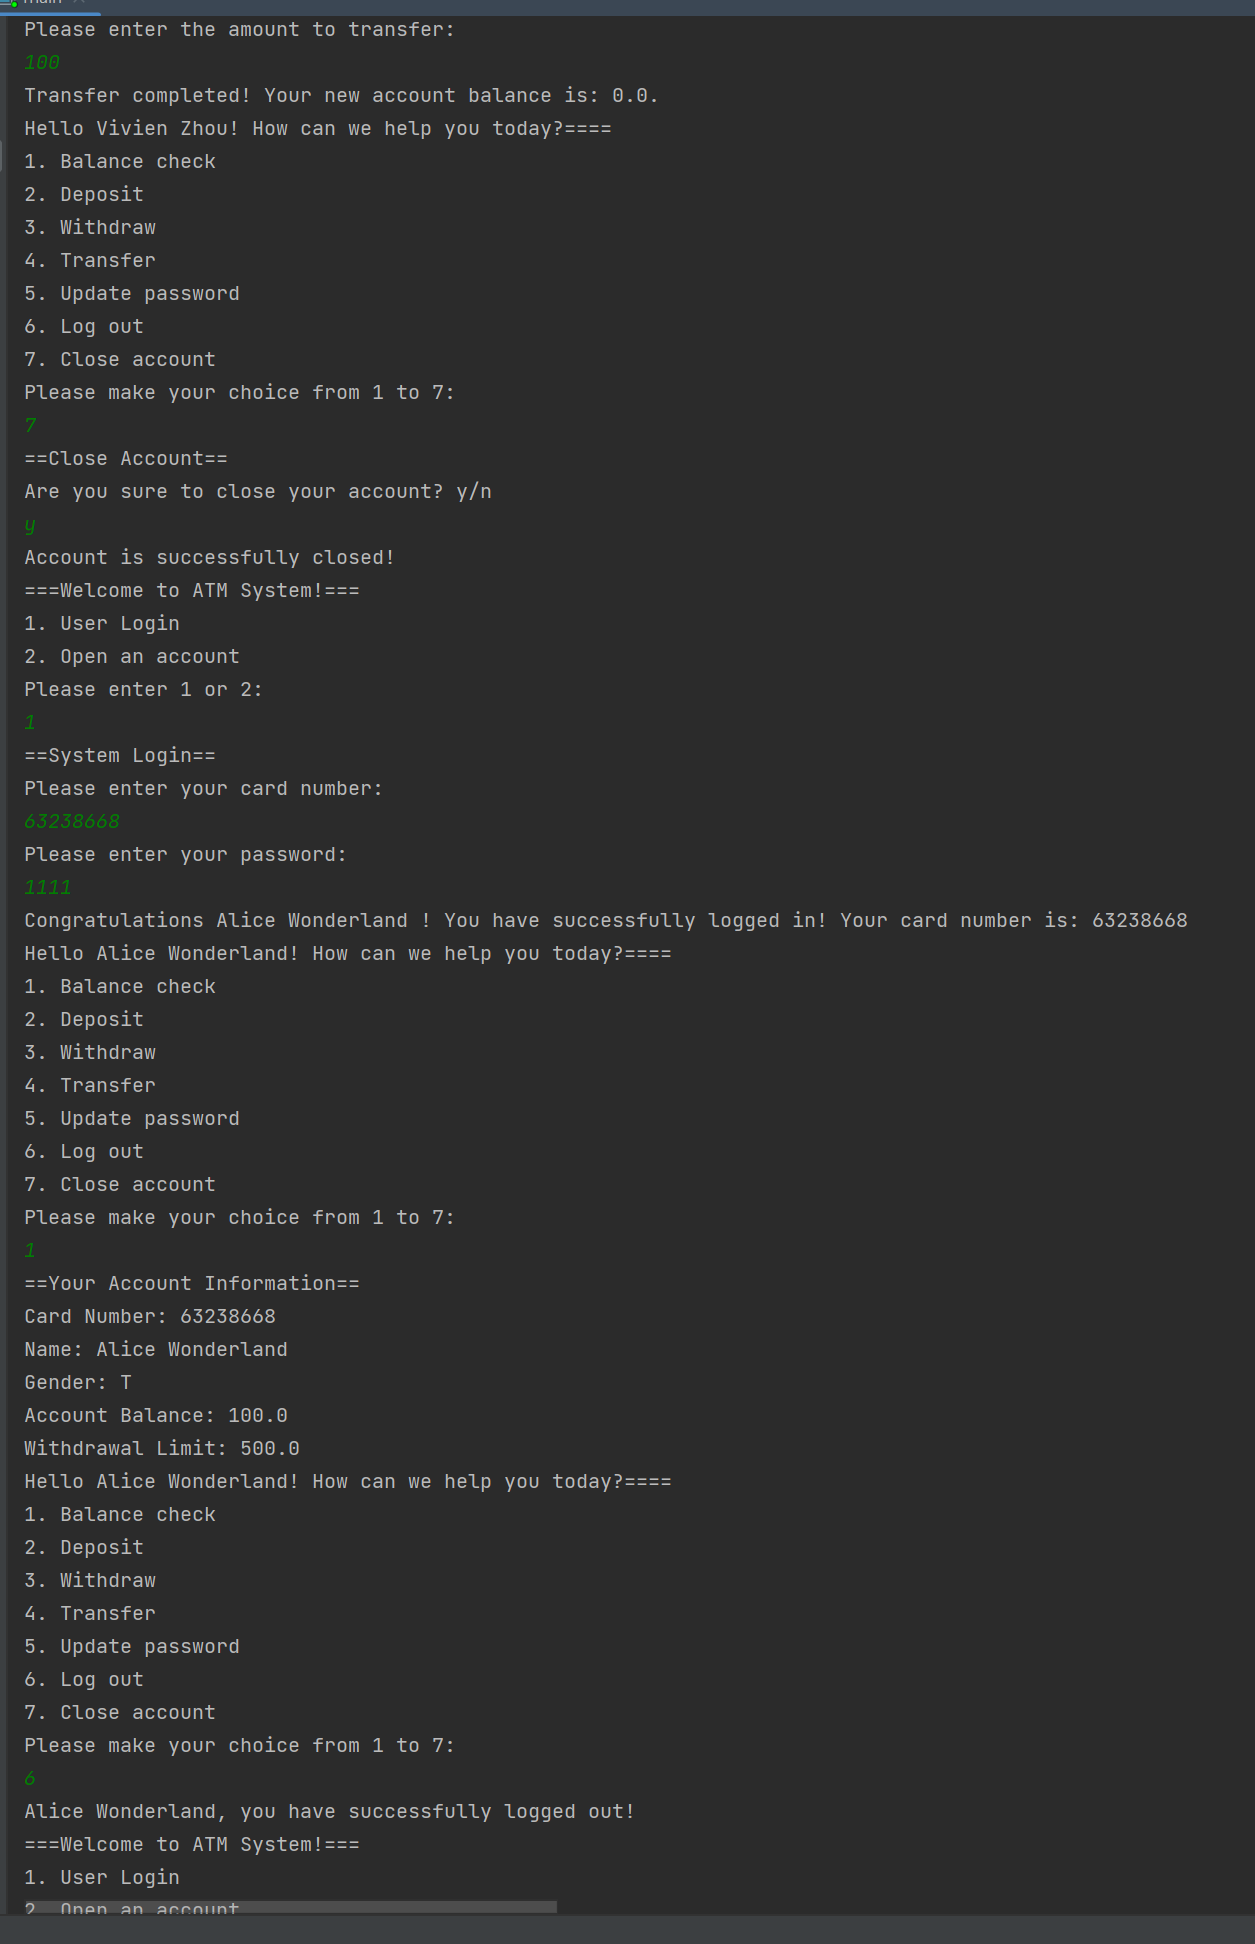 main
Please enter the amount to transfer:
100
Transfer completed! Your new account balance is: 0.0.
Hello Vivien Zhou! How can we help you today?====
1. Balance check
2. Deposit
3. Withdraw
4. Transfer
5. Update password
6. Log out
7. Close account
Please make your choice from 1 to 7:
7
==Close Account==
Are you sure to close your account? y/n
y
Account is successfully closed!
===Welcome to ATM System!===
1. User Login
2. Open an account
Please enter 1 or 2:
1
==System Login==
Please enter your card number:
63238668
Please enter your password:
1111
Congratulations Alice Wonderland ! You have successfully logged in! Your card number is: 63238668
Hello Alice Wonderland! How can we help you today?====
1. Balance check
2. Deposit
3. Withdraw
4. Transfer
5. Update password
6. Log out
7. Close account
Please make your choice from 1 to 7:
1
==Your Account Information==
Card Number: 63238668
Name: Alice Wonderland
Gender: T
Account Balance: 100.0
Withdrawal Limit: 500.0
Hello Alice Wonderland! How can we help you today?====
1. Balance check
2. Deposit
3. Withdraw
4. Transfer
5. Update password
6. Log out
7. Close account
Please make your choice from 1 to 7:
6
Alice Wonderland, you have successfully logged out!
===Welcome to ATM System!===
1. User Login
2. Open an account